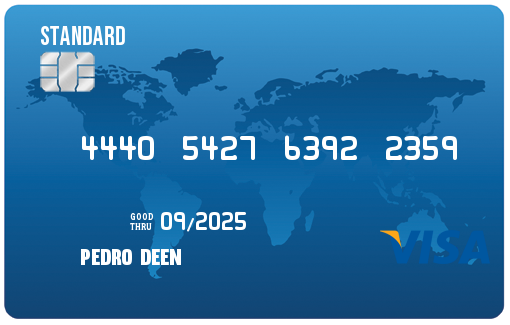 STANDARD
4440 5427 6392 2359
GOOD
THRU 09/2025
PEDRO DEEN
VISA